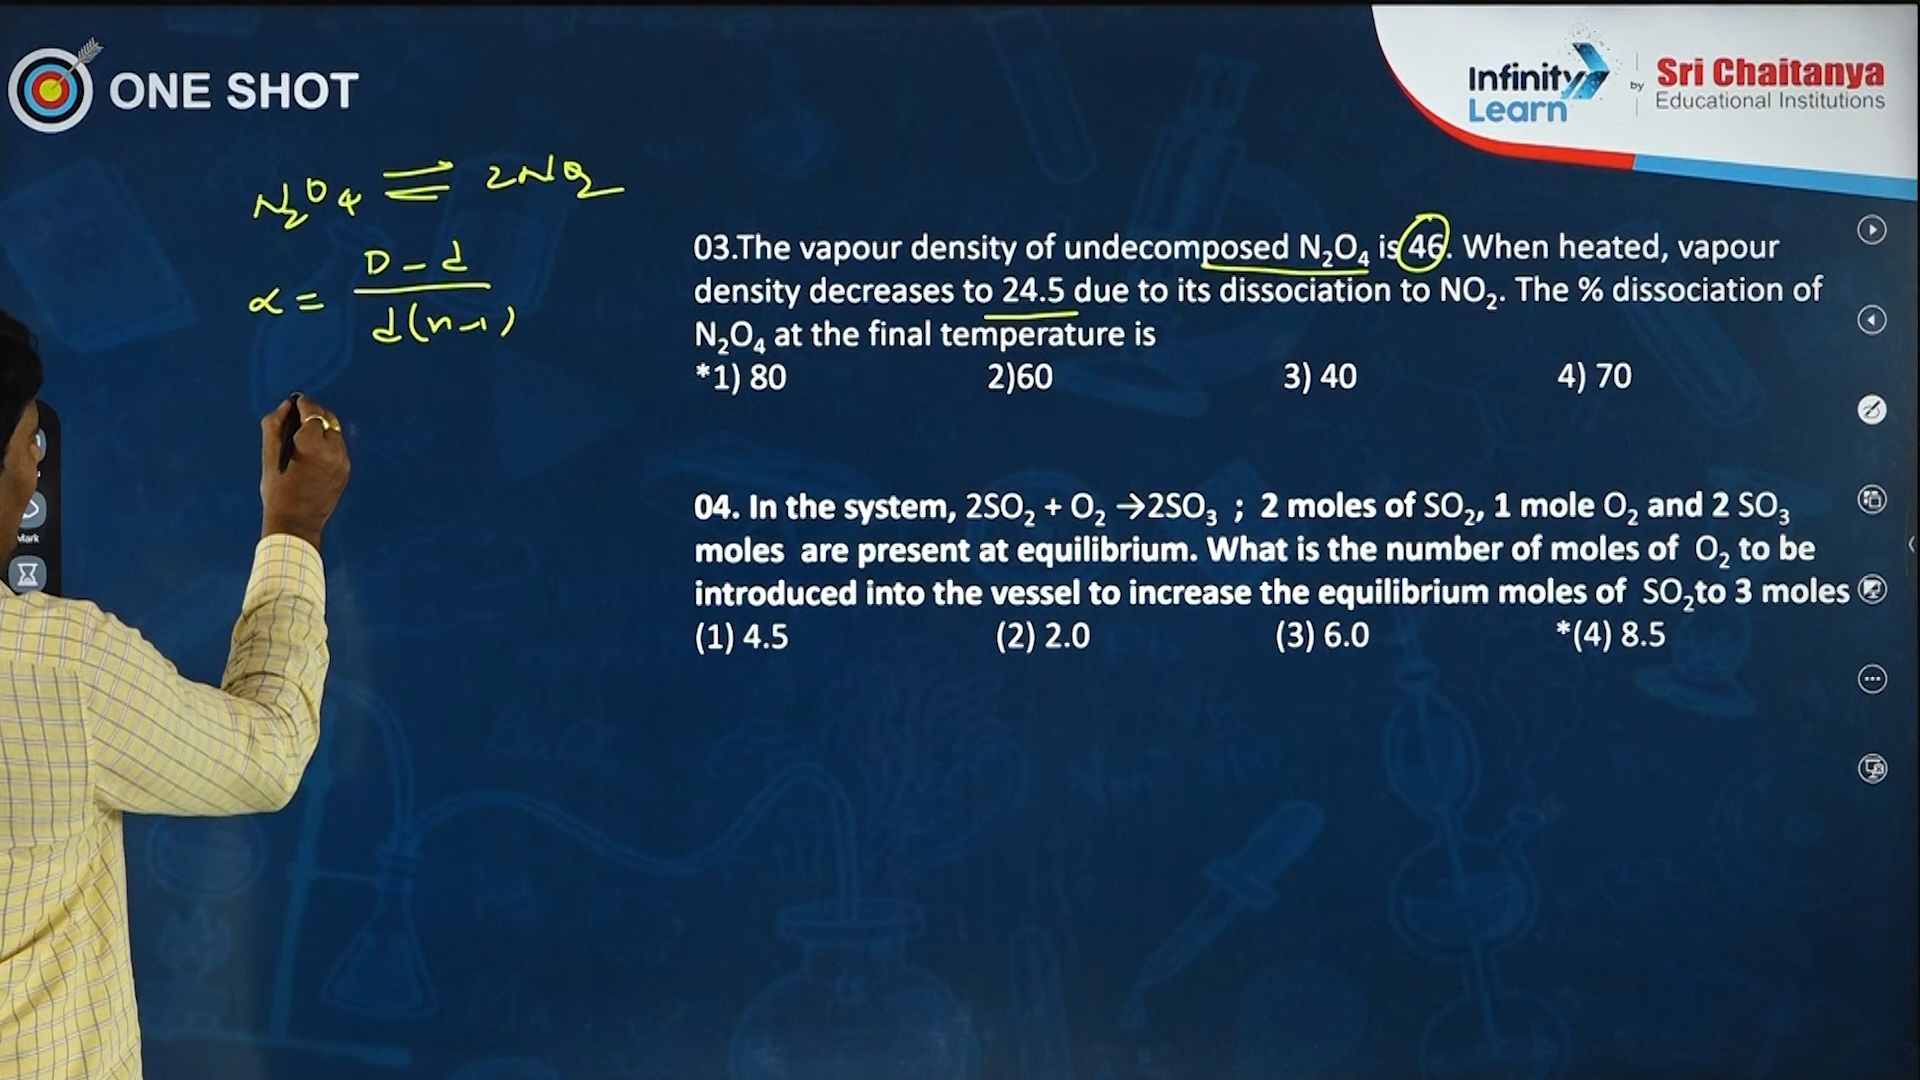 ONE SHOT
Infinity Learn
by
Sri Chaitanya
Educational Institutions
N₂O₄ ⇌ 2NO₂
α = D - d / d(n-1)
03.The vapour density of undecomposed N₂O₄ is 46. When heated, vapour
density decreases to 24.5 due to its dissociation to NO₂. The % dissociation of
N₂O₄ at the final temperature is
*1) 80 2)60 3) 40 4) 70
04. In the system, 2SO₂ + O₂ →2SO₃ ; 2 moles of SO₂, 1 mole O₂ and 2 SO₃
moles are present at equilibrium. What is the number of moles of O₂ to be
introduced into the vessel to increase the equilibrium moles of SO₂to 3 moles
(1) 4.5 (2) 2.0 (3) 6.0 *(4) 8.5